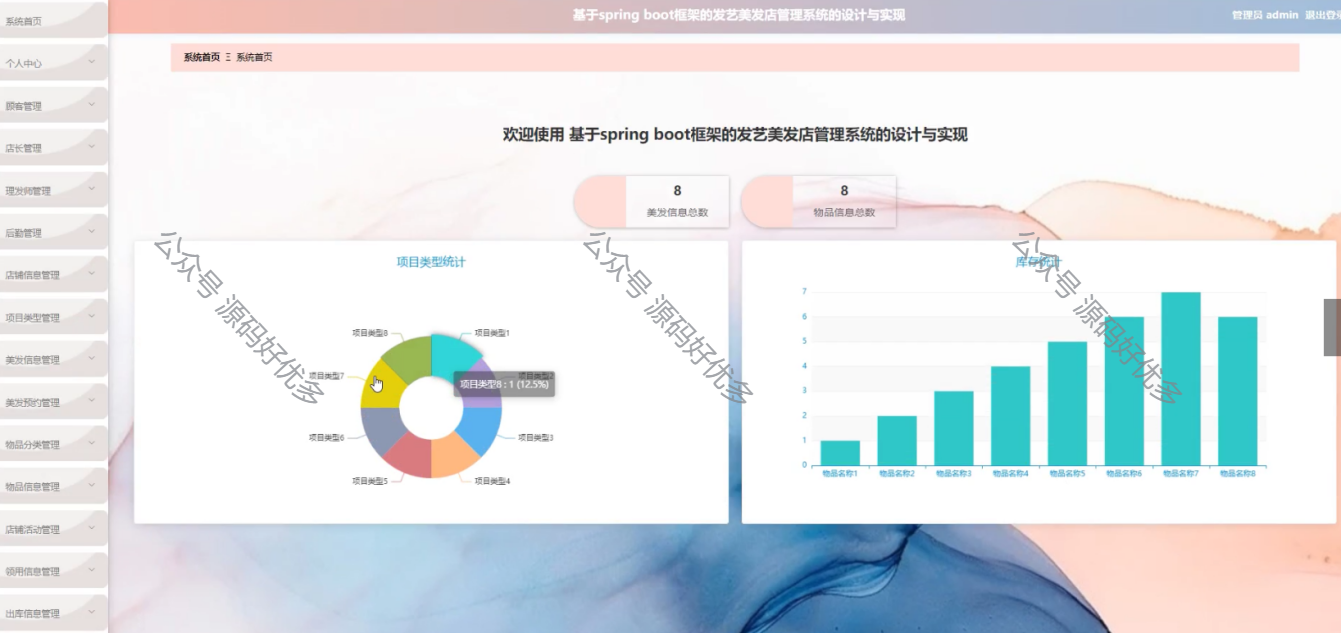 基于spring boot框架的发艺美发店管理系统的设计与实现
管理员 admin 退出登录
系统首页
个人中心
顾客管理
店长管理
理发师管理
后勤管理
店铺信息管理
项目类型管理
美发信息管理
美发预约管理
物品分类管理
物品信息管理
店铺活动管理
领用信息管理
出库信息管理
系统首页 Ξ 系统首页
欢迎使用 基于spring boot框架的发艺美发店管理系统的设计与实现
8
美发信息总数
8
物品信息总数
项目类型统计
项目类型8
项目类型1
项目类型7
项目类型2
项目类型8 : 1 (12.5%)
项目类型6
项目类型3
项目类型5
项目类型4
库存统计
7
6
5
4
3
2
1
0
物品名称1 物品名称2 物品名称3 物品名称4 物品名称5 物品名称6 物品名称7 物品名称8
公众号 源码好优多
公众号 源码好优多
公众号 源码好优多